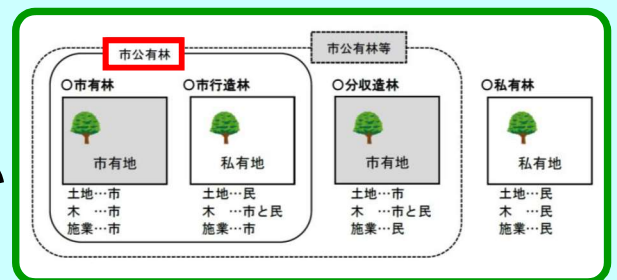 市公有林
市公有林等
○市有林
○市行造林
○分収造林
○私有林
市有地
私有地
市有地
私有地
土地…市
木　…市
施業…市
土地…民
木　…市と民
施業…市
土地…市
木　…市と民
施業…民
土地…民
木　…民
施業…民